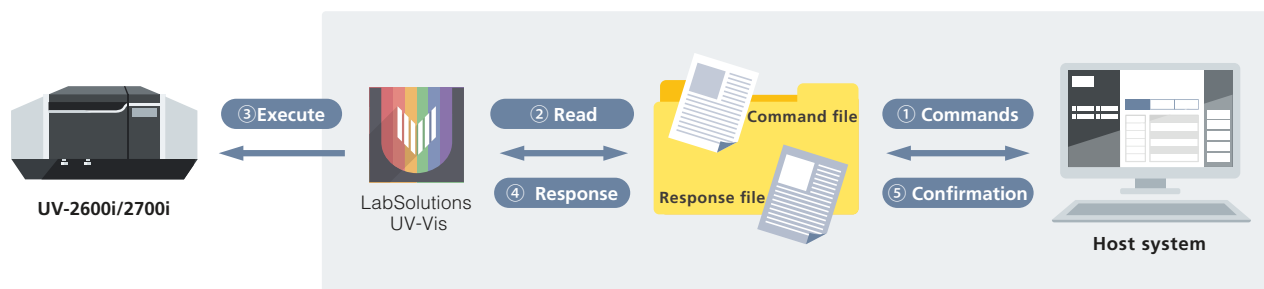 ③Execute
② Read
Command file
① Commands
UV-2600i/2700i
LabSolutions
UV-Vis
④ Response
Response file
⑤ Confirmation
Host system